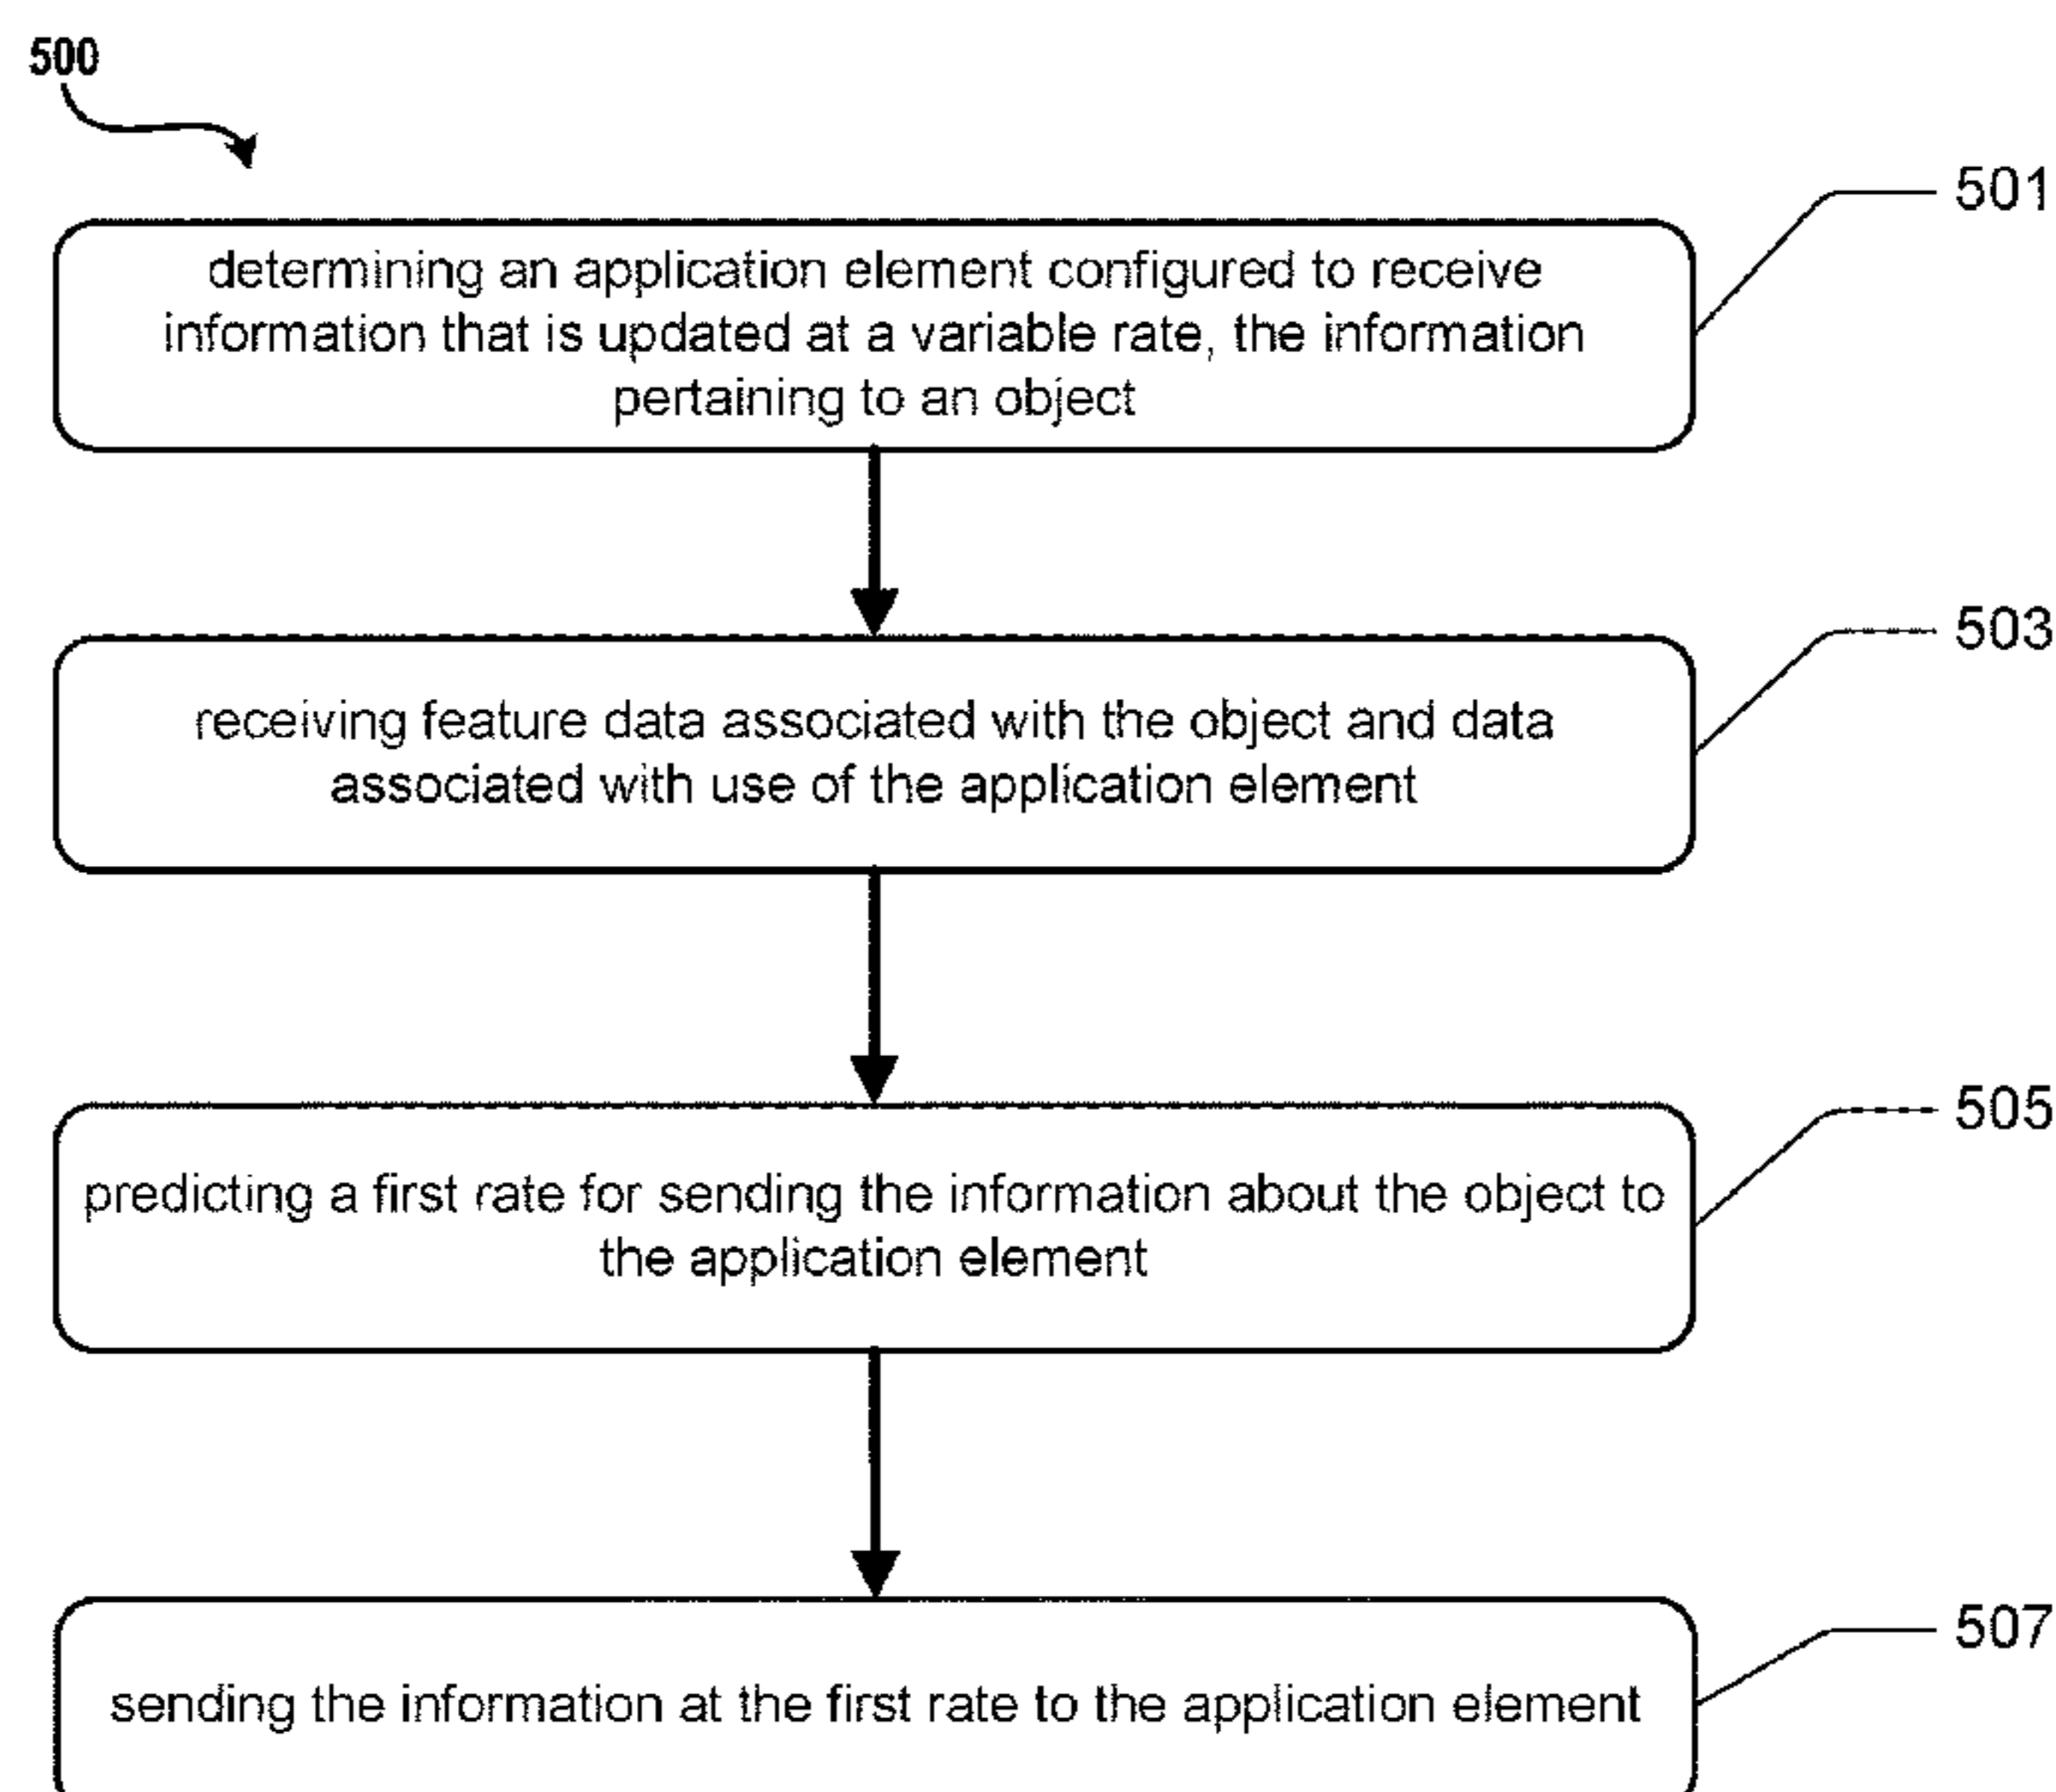 500
501
determining an application element configured to receive
information that is updated at a variable rate, the information
pertaining to an object
503
receiving feature data associated with the object and data
associated with use of the application element
505
predicting a first rate for sending the information about the object to
the application element
507
sending the information at the first rate to the application element